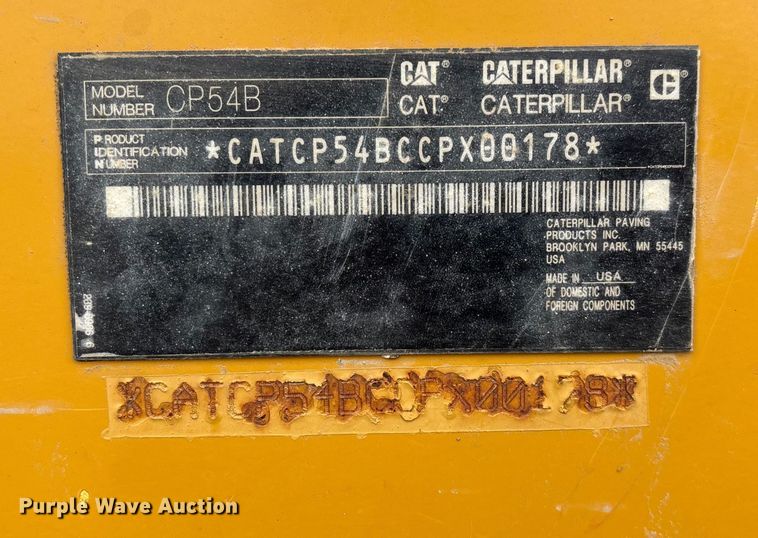 MODEL NUMBER CP54B
CAT CATERPILLAR® C
CAT® CATERPILLAR®
PRODUCT IDENTIFICATION NUMBER *CATCP54BCCPX00178*
CATERPILLAR PAVING
PRODUCTS INC.
BROOKLYN PARK, MN 55445
USA
MADE IN USA
OF DOMESTIC AND
FOREIGN COMPONENTS
*CATCP54BCCPX00178*
Purple Wave Auction